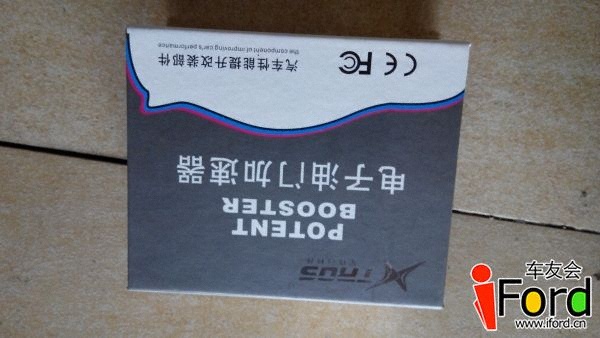 TRUS
POTENT
BOOSTER
电子油门加速器
汽车性能提升改装部件
the component of improving car's performance
FC CE
车友会
iFord
www.iford.cn